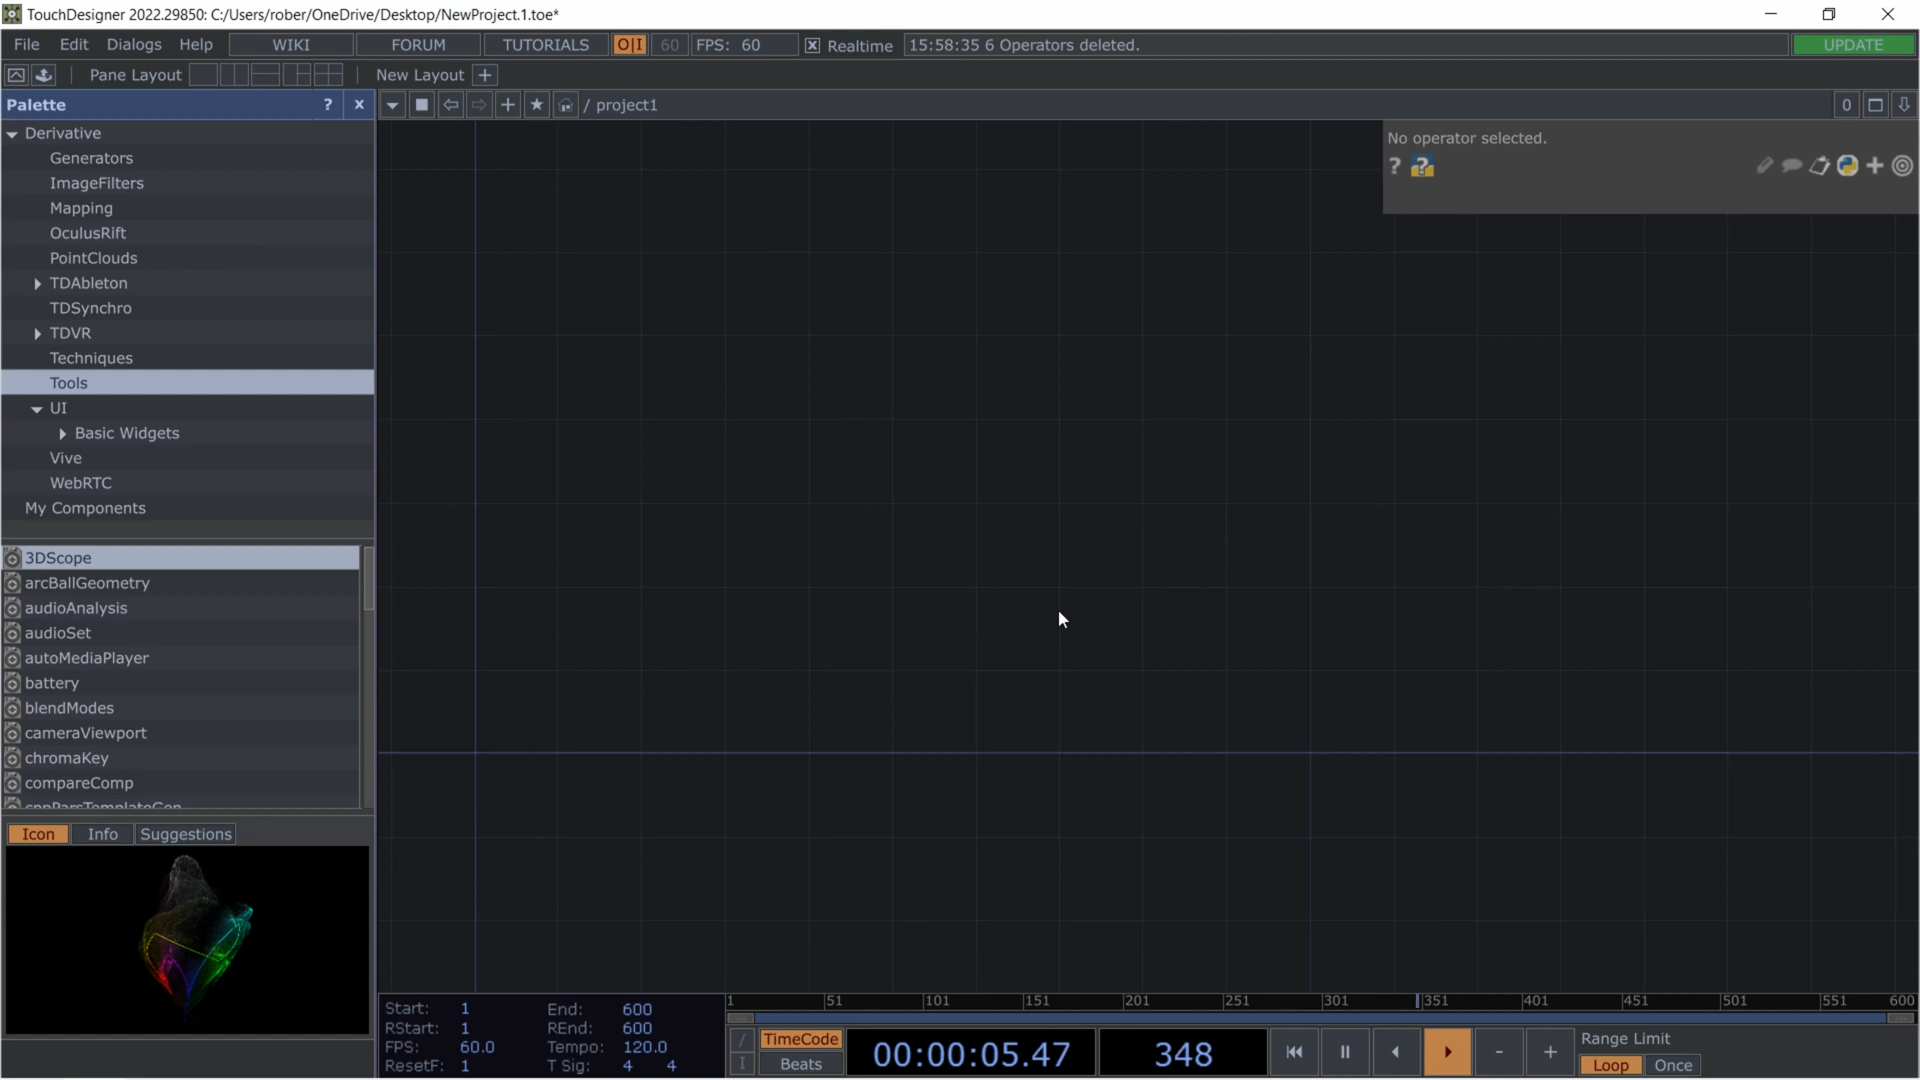 TouchDesigner 2022.29850: C:/Users/rober/OneDrive/Desktop/NewProject.1.toe*
File Edit Dialogs Help WIKI FORUM TUTORIALS O|I 60 FPS: 60 Realtime 15:58:35 6 Operators deleted. UPDATE
Pane Layout New Layout +
Palette ? x / project1 0
No operator selected.
Derivative
Generators
ImageFilters
Mapping
OculusRift
PointClouds
TDAbleton
TDSynchro
TDVR
Techniques
Tools
UI
Basic Widgets
Vive
WebRTC
My Components
3DScope
arcBallGeometry
audioAnalysis
audioSet
autoMediaPlayer
battery
blendModes
cameraViewport
chromaKey
compareComp
Icon Info Suggestions
Start: 1 End: 600
RStart: 1 REnd: 600
FPS: 60.0 Tempo: 120.0
ResetF: 1 T Sig: 4 4
1 51 101 151 201 251 301 351 401 451 501 551 600
TimeCode
Beats
00:00:05.47
348
Range Limit
Loop Once